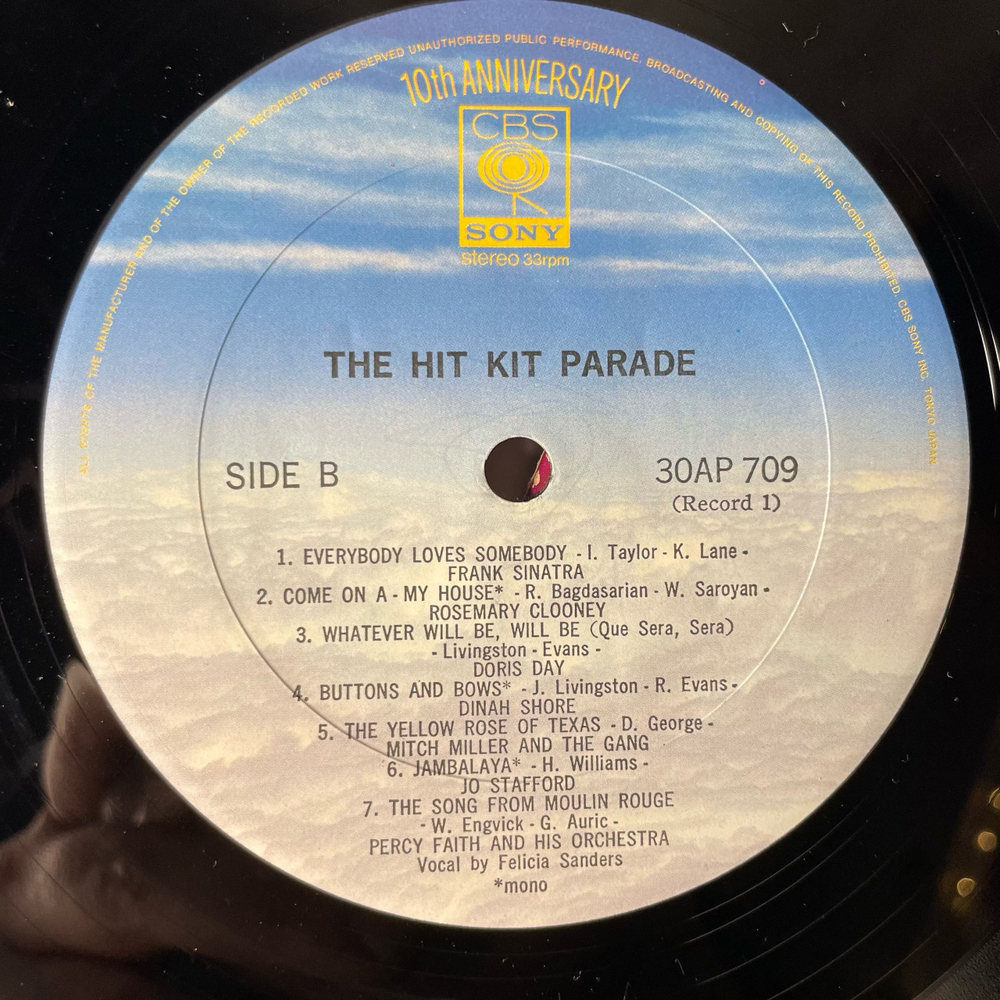 ALL RIGHTS OF THE MANUFACTURER AND OF THE OWNER OF THE RECORDED WORK RESERVED UNAUTHORIZED PUBLIC PERFORMANCE, BROADCASTING AND COPYING OF THIS RECORD PROHIBITED. CBS SONY INC. TOKYO JAPAN
10th ANNIVERSARY
CBS
SONY
stereo 33rpm
THE HIT KIT PARADE
SIDE B
30AP 709
(Record 1)
1. EVERYBODY LOVES SOMEBODY - I. Taylor - K. Lane -
FRANK SINATRA
2. COME ON A - MY HOUSE* - R. Bagdasarian - W. Saroyan -
ROSEMARY CLOONEY
3. WHATEVER WILL BE, WILL BE (Que Sera, Sera)
- Livingston - Evans -
DORIS DAY
4. BUTTONS AND BOWS* - J. Livingston - R. Evans -
DINAH SHORE
5. THE YELLOW ROSE OF TEXAS - D. George -
MITCH MILLER AND THE GANG
6. JAMBALAYA* - H. Williams -
JO STAFFORD
7. THE SONG FROM MOULIN ROUGE
- W. Engvick - G. Auric -
PERCY FAITH AND HIS ORCHESTRA
Vocal by Felicia Sanders
*mono